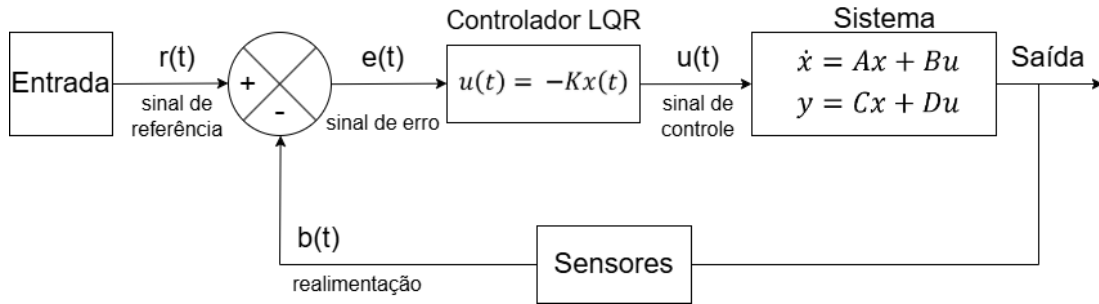 Controlador LQR
Sistema
Entrada
r(t)
sinal de
referência
+
-
e(t)
sinal de erro
u(t) = −Kx(t)
u(t)
sinal de
controle
ẋ = Ax + Bu
y = Cx + Du
Saída
b(t)
realimentação
Sensores